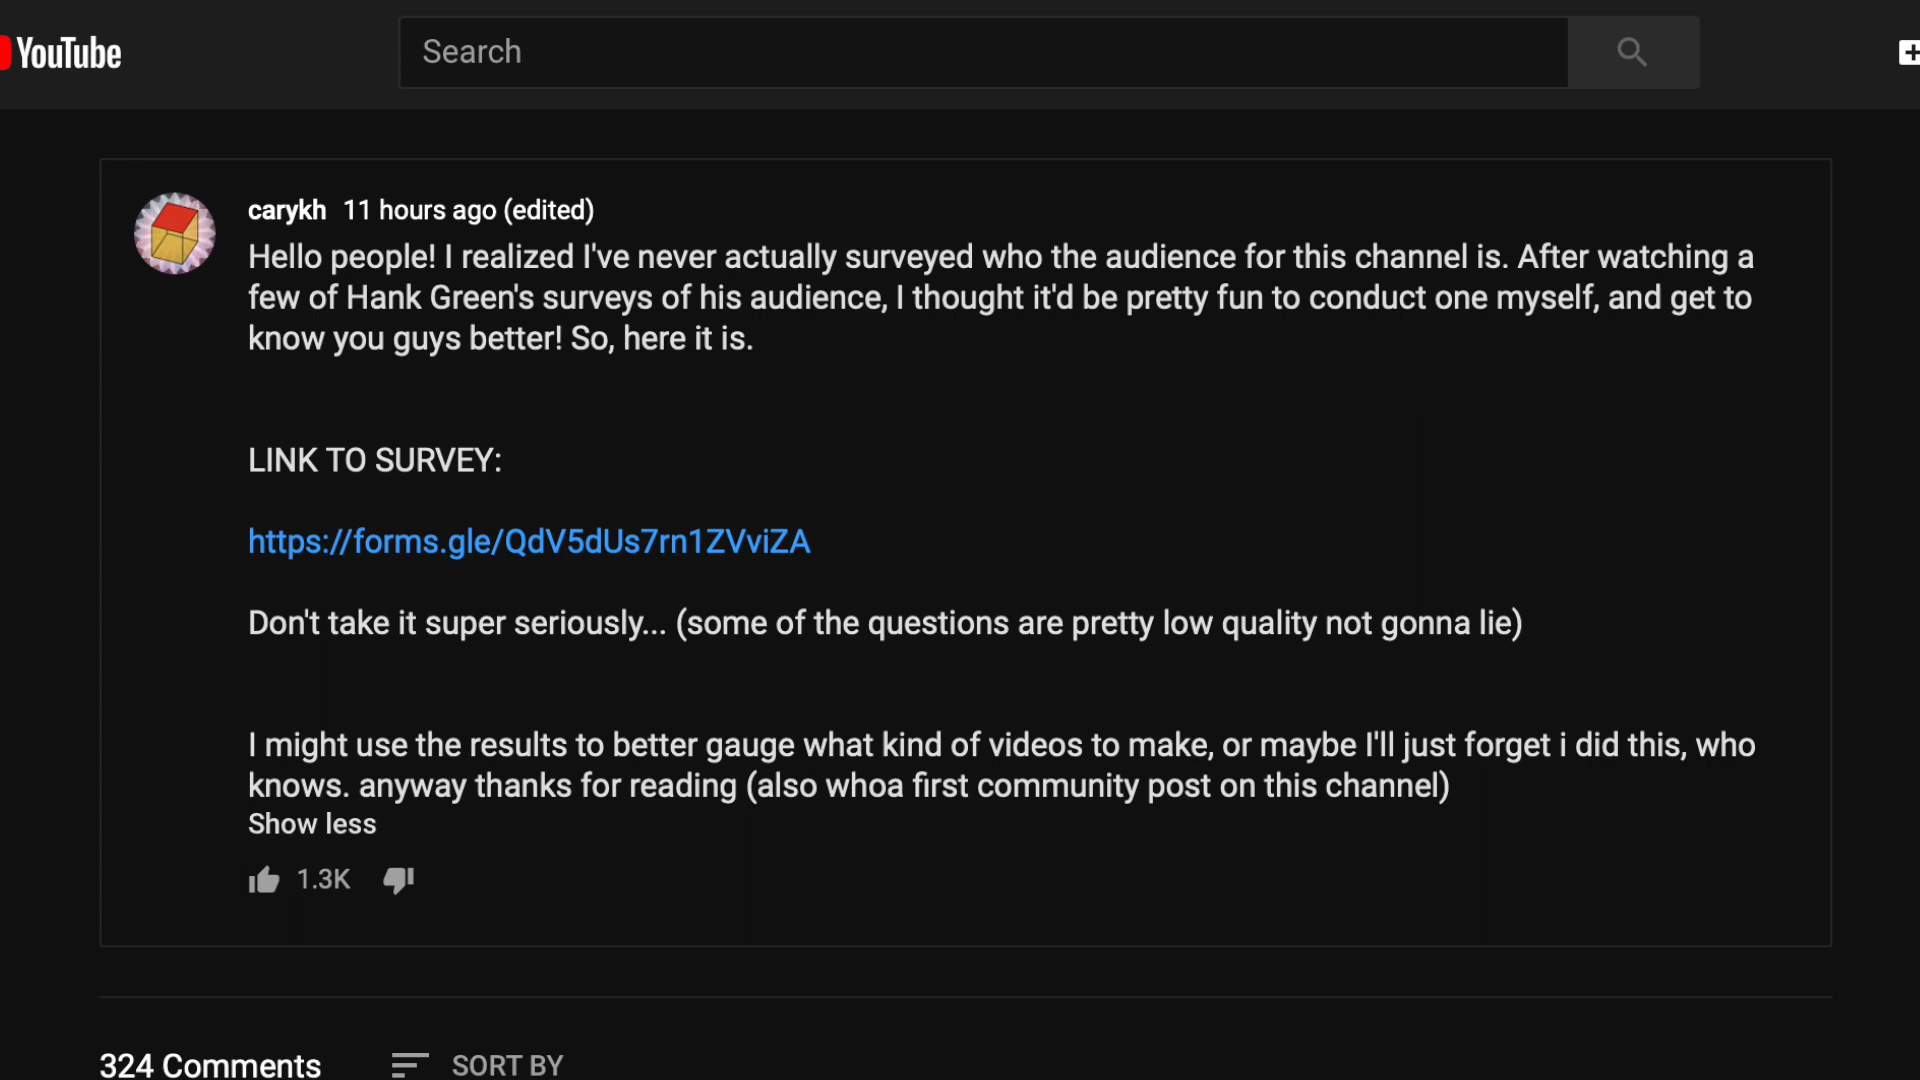 YouTube
Search
carykh 11 hours ago (edited)
Hello people! I realized I've never actually surveyed who the audience for this channel is. After watching a
few of Hank Green's surveys of his audience, I thought it'd be pretty fun to conduct one myself, and get to
know you guys better! So, here it is.
LINK TO SURVEY:
https://forms.gle/QdV5dUs7rn1ZVviZA
Don't take it super seriously... (some of the questions are pretty low quality not gonna lie)
I might use the results to better gauge what kind of videos to make, or maybe I'll just forget i did this, who
knows. anyway thanks for reading (also whoa first community post on this channel)
Show less
1.3K
324 Comments SORT BY